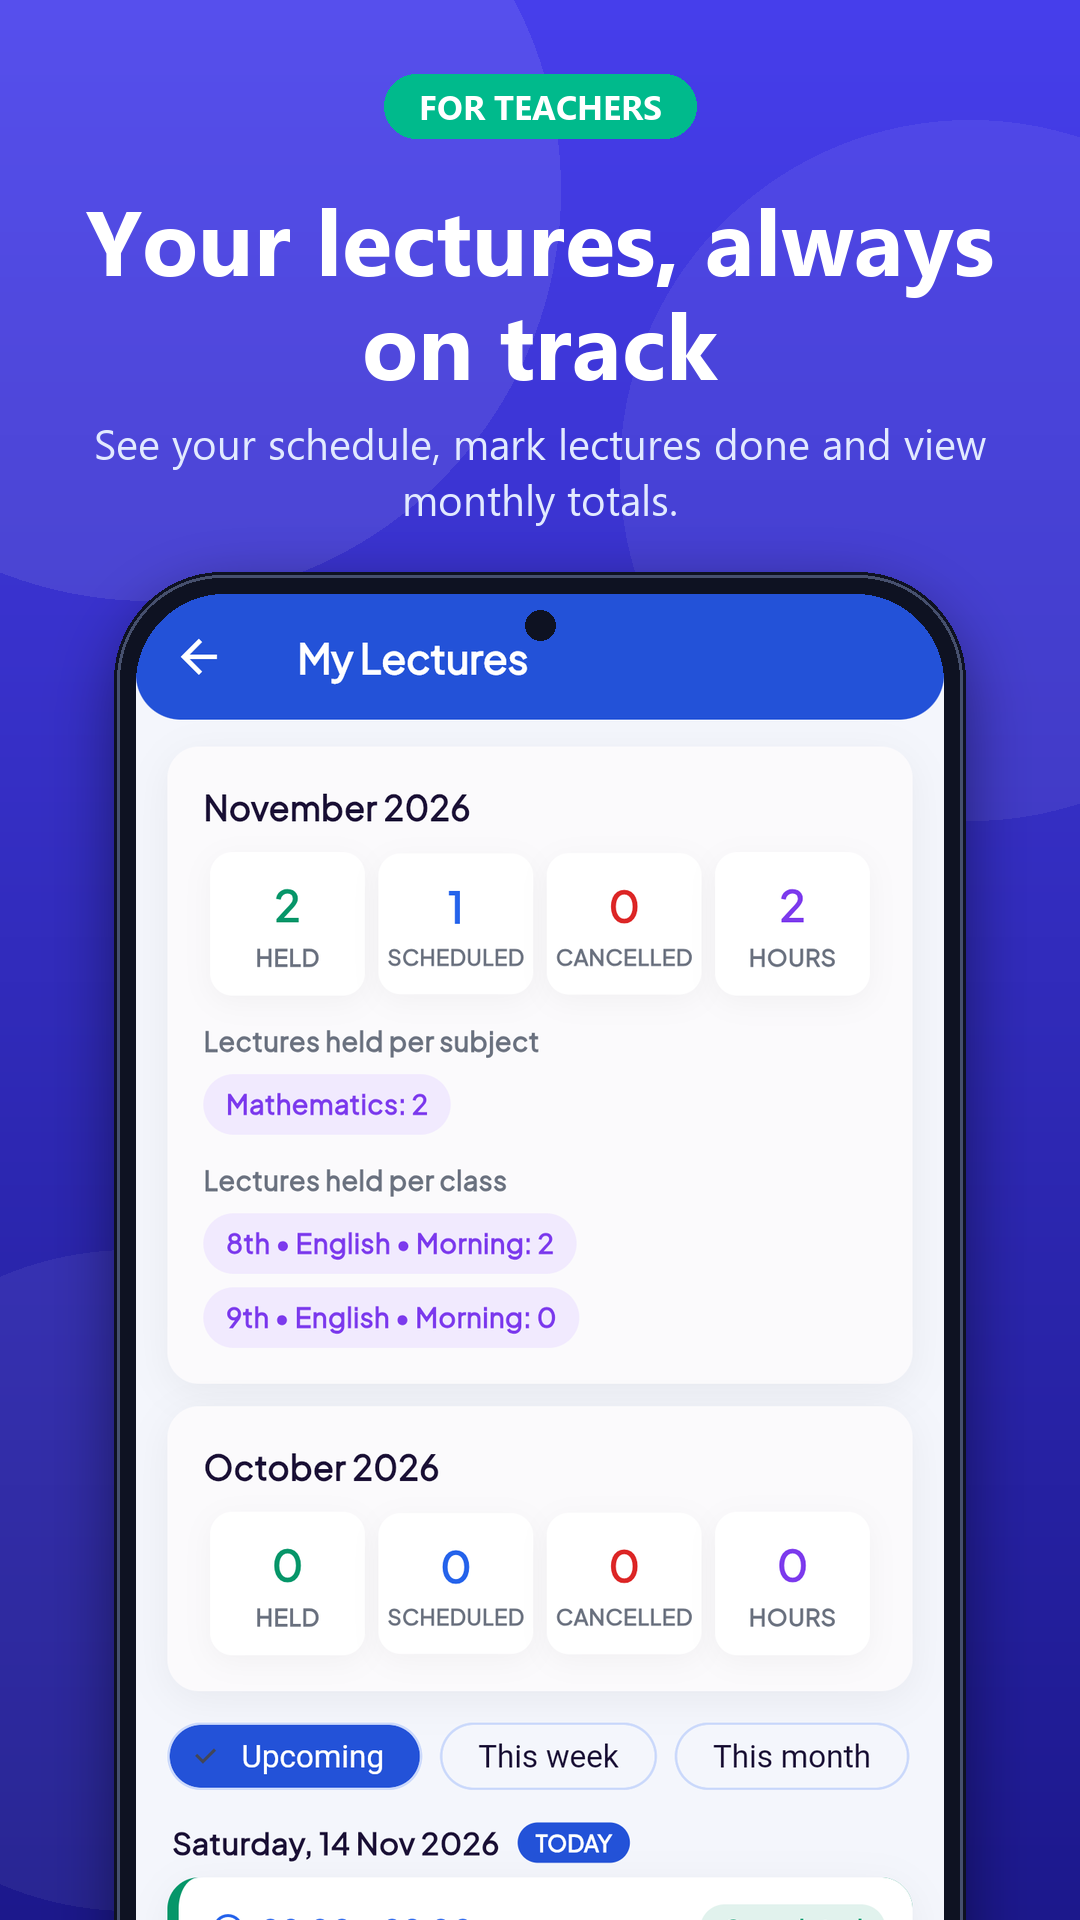 FOR TEACHERS
Your lectures, always
on track
See your schedule, mark lectures done and view
monthly totals.
My Lectures
November 2026
2 1 0 2
HELD SCHEDULED CANCELLED HOURS
Lectures held per subject
Mathematics: 2
Lectures held per class
8th • English • Morning: 2
9th • English • Morning: 0
October 2026
0 0 0 0
HELD SCHEDULED CANCELLED HOURS
Upcoming This week This month
Saturday, 14 Nov 2026 TODAY